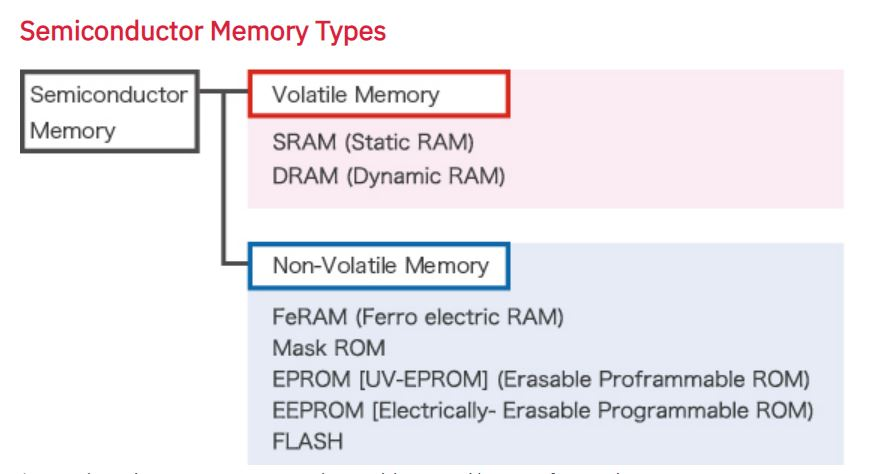 Semiconductor Memory Types
Semiconductor
Memory
Volatile Memory
SRAM (Static RAM)
DRAM (Dynamic RAM)
Non-Volatile Memory
FeRAM (Ferro electric RAM)
Mask ROM
EPROM [UV-EPROM] (Erasable Proframmable ROM)
EEPROM [Electrically- Erasable Programmable ROM)
FLASH